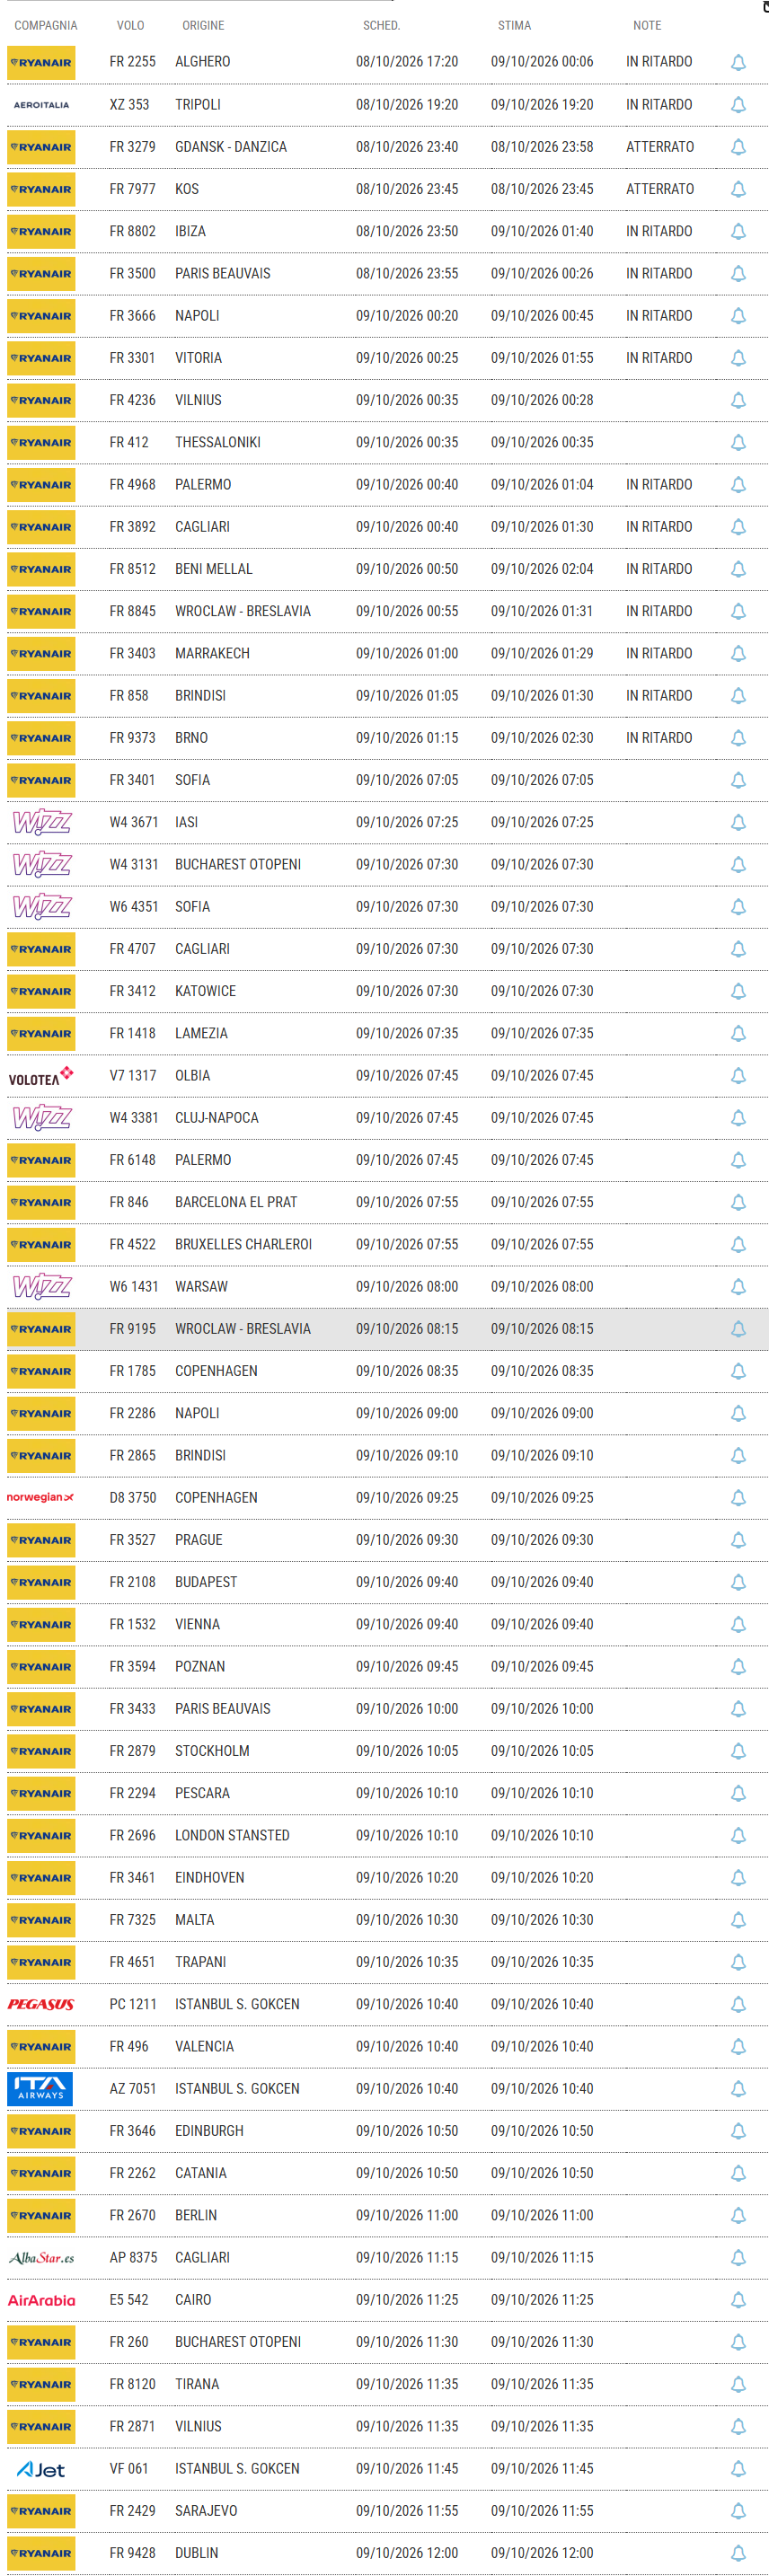 COMPAGNIA VOLO ORIGINE SCHED. STIMA NOTE
RYANAIR FR 2255 ALGHERO 08/10/2026 17:20 09/10/2026 00:06 IN RITARDO
AEROITALIA XZ 353 TRIPOLI 08/10/2026 19:20 09/10/2026 19:20 IN RITARDO
RYANAIR FR 3279 GDANSK - DANZICA 08/10/2026 23:40 08/10/2026 23:58 ATTERRATO
RYANAIR FR 7977 KOS 08/10/2026 23:45 08/10/2026 23:45 ATTERRATO
RYANAIR FR 8802 IBIZA 08/10/2026 23:50 09/10/2026 01:40 IN RITARDO
RYANAIR FR 3500 PARIS BEAUVAIS 08/10/2026 23:55 09/10/2026 00:26 IN RITARDO
RYANAIR FR 3666 NAPOLI 09/10/2026 00:20 09/10/2026 00:45 IN RITARDO
RYANAIR FR 3301 VITORIA 09/10/2026 00:25 09/10/2026 01:55 IN RITARDO
RYANAIR FR 4236 VILNIUS 09/10/2026 00:35 09/10/2026 00:28
RYANAIR FR 412 THESSALONIKI 09/10/2026 00:35 09/10/2026 00:35
RYANAIR FR 4968 PALERMO 09/10/2026 00:40 09/10/2026 01:04 IN RITARDO
RYANAIR FR 3892 CAGLIARI 09/10/2026 00:40 09/10/2026 01:30 IN RITARDO
RYANAIR FR 8512 BENI MELLAL 09/10/2026 00:50 09/10/2026 02:04 IN RITARDO
RYANAIR FR 8845 WROCLAW - BRESLAVIA 09/10/2026 00:55 09/10/2026 01:31 IN RITARDO
RYANAIR FR 3403 MARRAKECH 09/10/2026 01:00 09/10/2026 01:29 IN RITARDO
RYANAIR FR 858 BRINDISI 09/10/2026 01:05 09/10/2026 01:30 IN RITARDO
RYANAIR FR 9373 BRNO 09/10/2026 01:15 09/10/2026 02:30 IN RITARDO
RYANAIR FR 3401 SOFIA 09/10/2026 07:05 09/10/2026 07:05
WIZZ W4 3671 IASI 09/10/2026 07:25 09/10/2026 07:25
WIZZ W4 3131 BUCHAREST OTOPENI 09/10/2026 07:30 09/10/2026 07:30
WIZZ W6 4351 SOFIA 09/10/2026 07:30 09/10/2026 07:30
RYANAIR FR 4707 CAGLIARI 09/10/2026 07:30 09/10/2026 07:30
RYANAIR FR 3412 KATOWICE 09/10/2026 07:30 09/10/2026 07:30
RYANAIR FR 1418 LAMEZIA 09/10/2026 07:35 09/10/2026 07:35
VOLOTEA V7 1317 OLBIA 09/10/2026 07:45 09/10/2026 07:45
WIZZ W4 3381 CLUJ-NAPOCA 09/10/2026 07:45 09/10/2026 07:45
RYANAIR FR 6148 PALERMO 09/10/2026 07:45 09/10/2026 07:45
RYANAIR FR 846 BARCELONA EL PRAT 09/10/2026 07:55 09/10/2026 07:55
RYANAIR FR 4522 BRUXELLES CHARLEROI 09/10/2026 07:55 09/10/2026 07:55
WIZZ W6 1431 WARSAW 09/10/2026 08:00 09/10/2026 08:00
RYANAIR FR 9195 WROCLAW - BRESLAVIA 09/10/2026 08:15 09/10/2026 08:15
RYANAIR FR 1785 COPENHAGEN 09/10/2026 08:35 09/10/2026 08:35
RYANAIR FR 2286 NAPOLI 09/10/2026 09:00 09/10/2026 09:00
RYANAIR FR 2865 BRINDISI 09/10/2026 09:10 09/10/2026 09:10
norwegian D8 3750 COPENHAGEN 09/10/2026 09:25 09/10/2026 09:25
RYANAIR FR 3527 PRAGUE 09/10/2026 09:30 09/10/2026 09:30
RYANAIR FR 2108 BUDAPEST 09/10/2026 09:40 09/10/2026 09:40
RYANAIR FR 1532 VIENNA 09/10/2026 09:40 09/10/2026 09:40
RYANAIR FR 3594 POZNAN 09/10/2026 09:45 09/10/2026 09:45
RYANAIR FR 3433 PARIS BEAUVAIS 09/10/2026 10:00 09/10/2026 10:00
RYANAIR FR 2879 STOCKHOLM 09/10/2026 10:05 09/10/2026 10:05
RYANAIR FR 2294 PESCARA 09/10/2026 10:10 09/10/2026 10:10
RYANAIR FR 2696 LONDON STANSTED 09/10/2026 10:10 09/10/2026 10:10
RYANAIR FR 3461 EINDHOVEN 09/10/2026 10:20 09/10/2026 10:20
RYANAIR FR 7325 MALTA 09/10/2026 10:30 09/10/2026 10:30
RYANAIR FR 4651 TRAPANI 09/10/2026 10:35 09/10/2026 10:35
PEGASUS PC 1211 ISTANBUL S. GOKCEN 09/10/2026 10:40 09/10/2026 10:40
RYANAIR FR 496 VALENCIA 09/10/2026 10:40 09/10/2026 10:40
ITA AIRWAYS AZ 7051 ISTANBUL S. GOKCEN 09/10/2026 10:40 09/10/2026 10:40
RYANAIR FR 3646 EDINBURGH 09/10/2026 10:50 09/10/2026 10:50
RYANAIR FR 2262 CATANIA 09/10/2026 10:50 09/10/2026 10:50
RYANAIR FR 2670 BERLIN 09/10/2026 11:00 09/10/2026 11:00
AlbaStar.es AP 8375 CAGLIARI 09/10/2026 11:15 09/10/2026 11:15
AirArabia E5 542 CAIRO 09/10/2026 11:25 09/10/2026 11:25
RYANAIR FR 260 BUCHAREST OTOPENI 09/10/2026 11:30 09/10/2026 11:30
RYANAIR FR 8120 TIRANA 09/10/2026 11:35 09/10/2026 11:35
RYANAIR FR 2871 VILNIUS 09/10/2026 11:35 09/10/2026 11:35
AJet VF 061 ISTANBUL S. GOKCEN 09/10/2026 11:45 09/10/2026 11:45
RYANAIR FR 2429 SARAJEVO 09/10/2026 11:55 09/10/2026 11:55
RYANAIR FR 9428 DUBLIN 09/10/2026 12:00 09/10/2026 12:00